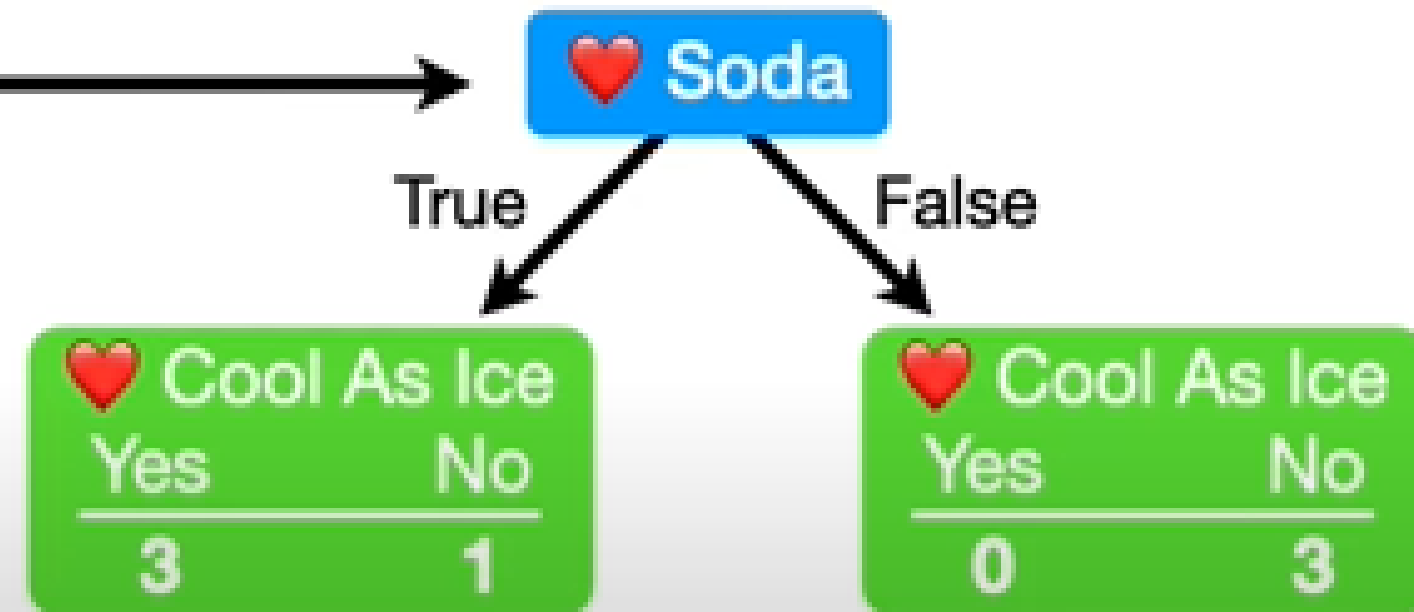 ❤️ Soda
True
False
❤️ Cool As Ice
Yes No
3 1
❤️ Cool As Ice
Yes No
0 3